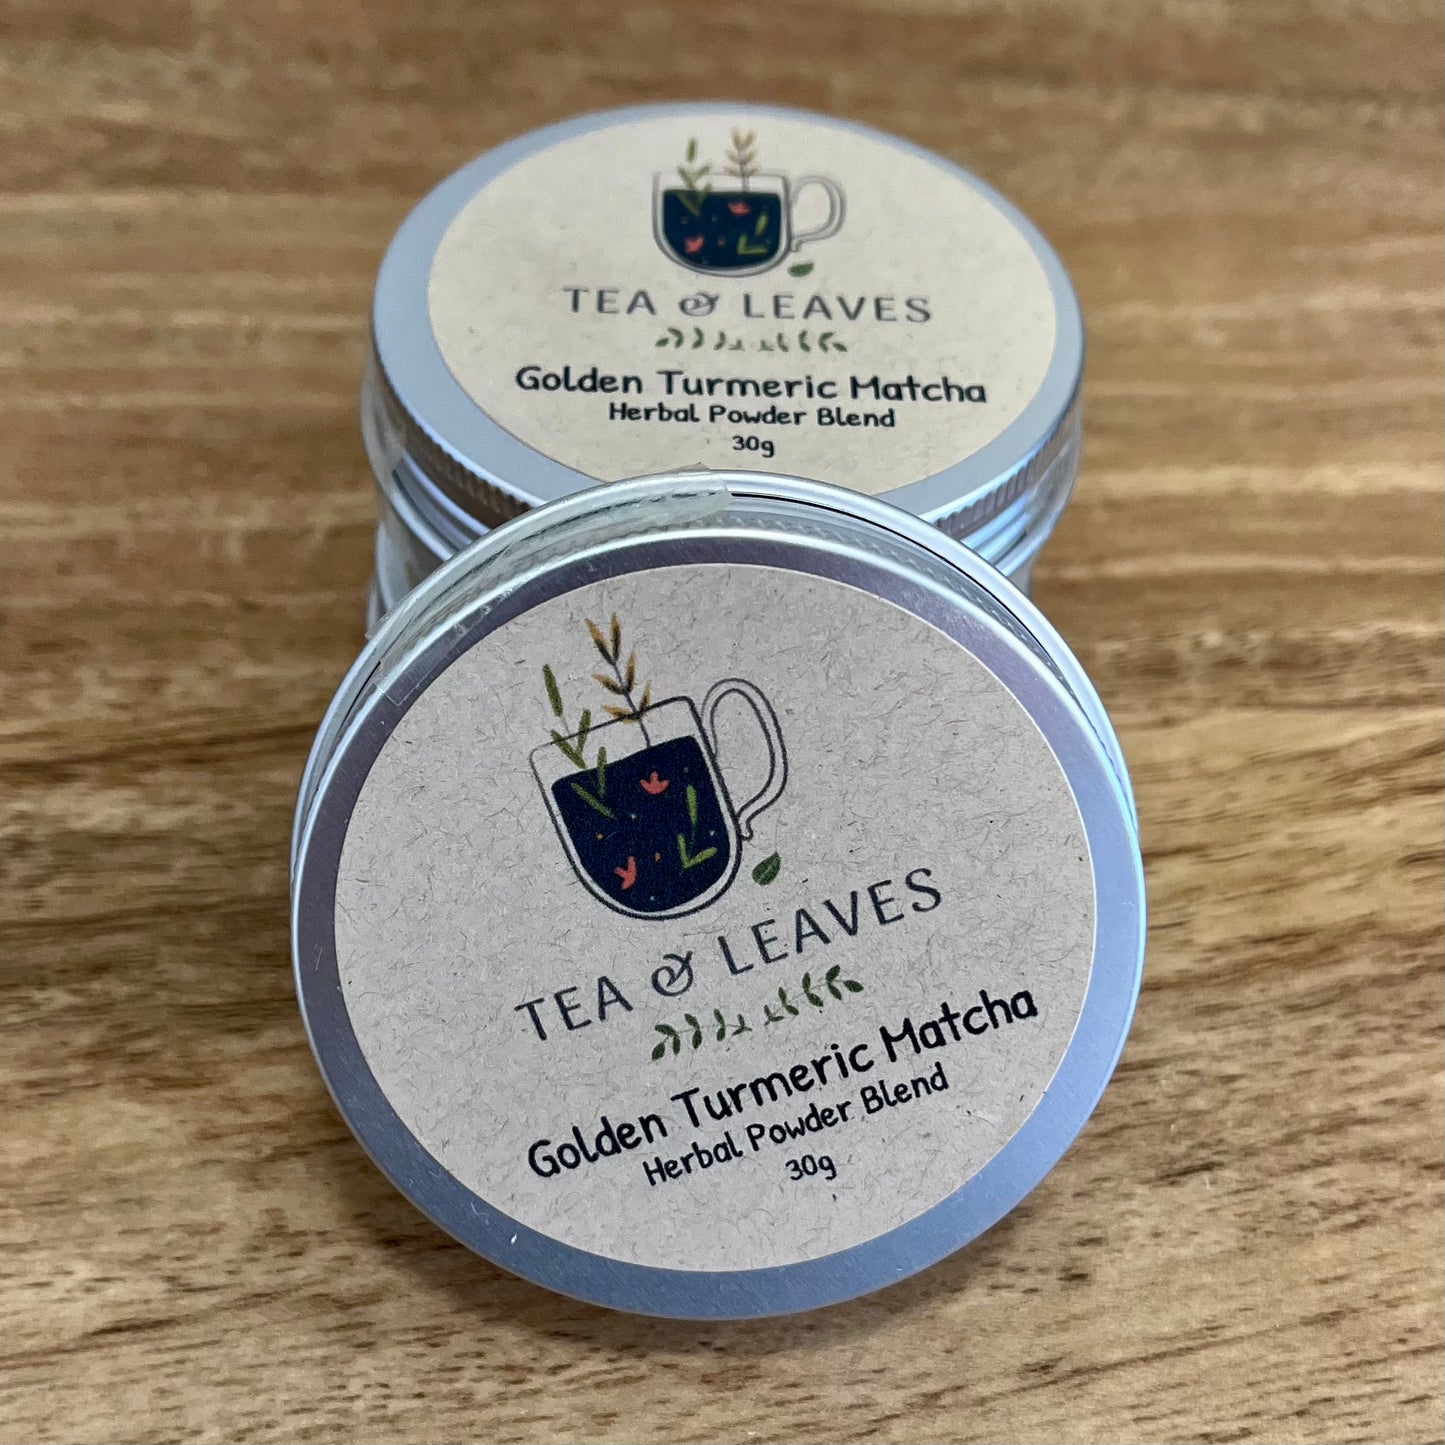 TEA & LEAVES
Golden Turmeric Matcha
Herbal Powder Blend
30g
TEA & LEAVES
Golden Turmeric Matcha
Herbal Powder Blend
30g